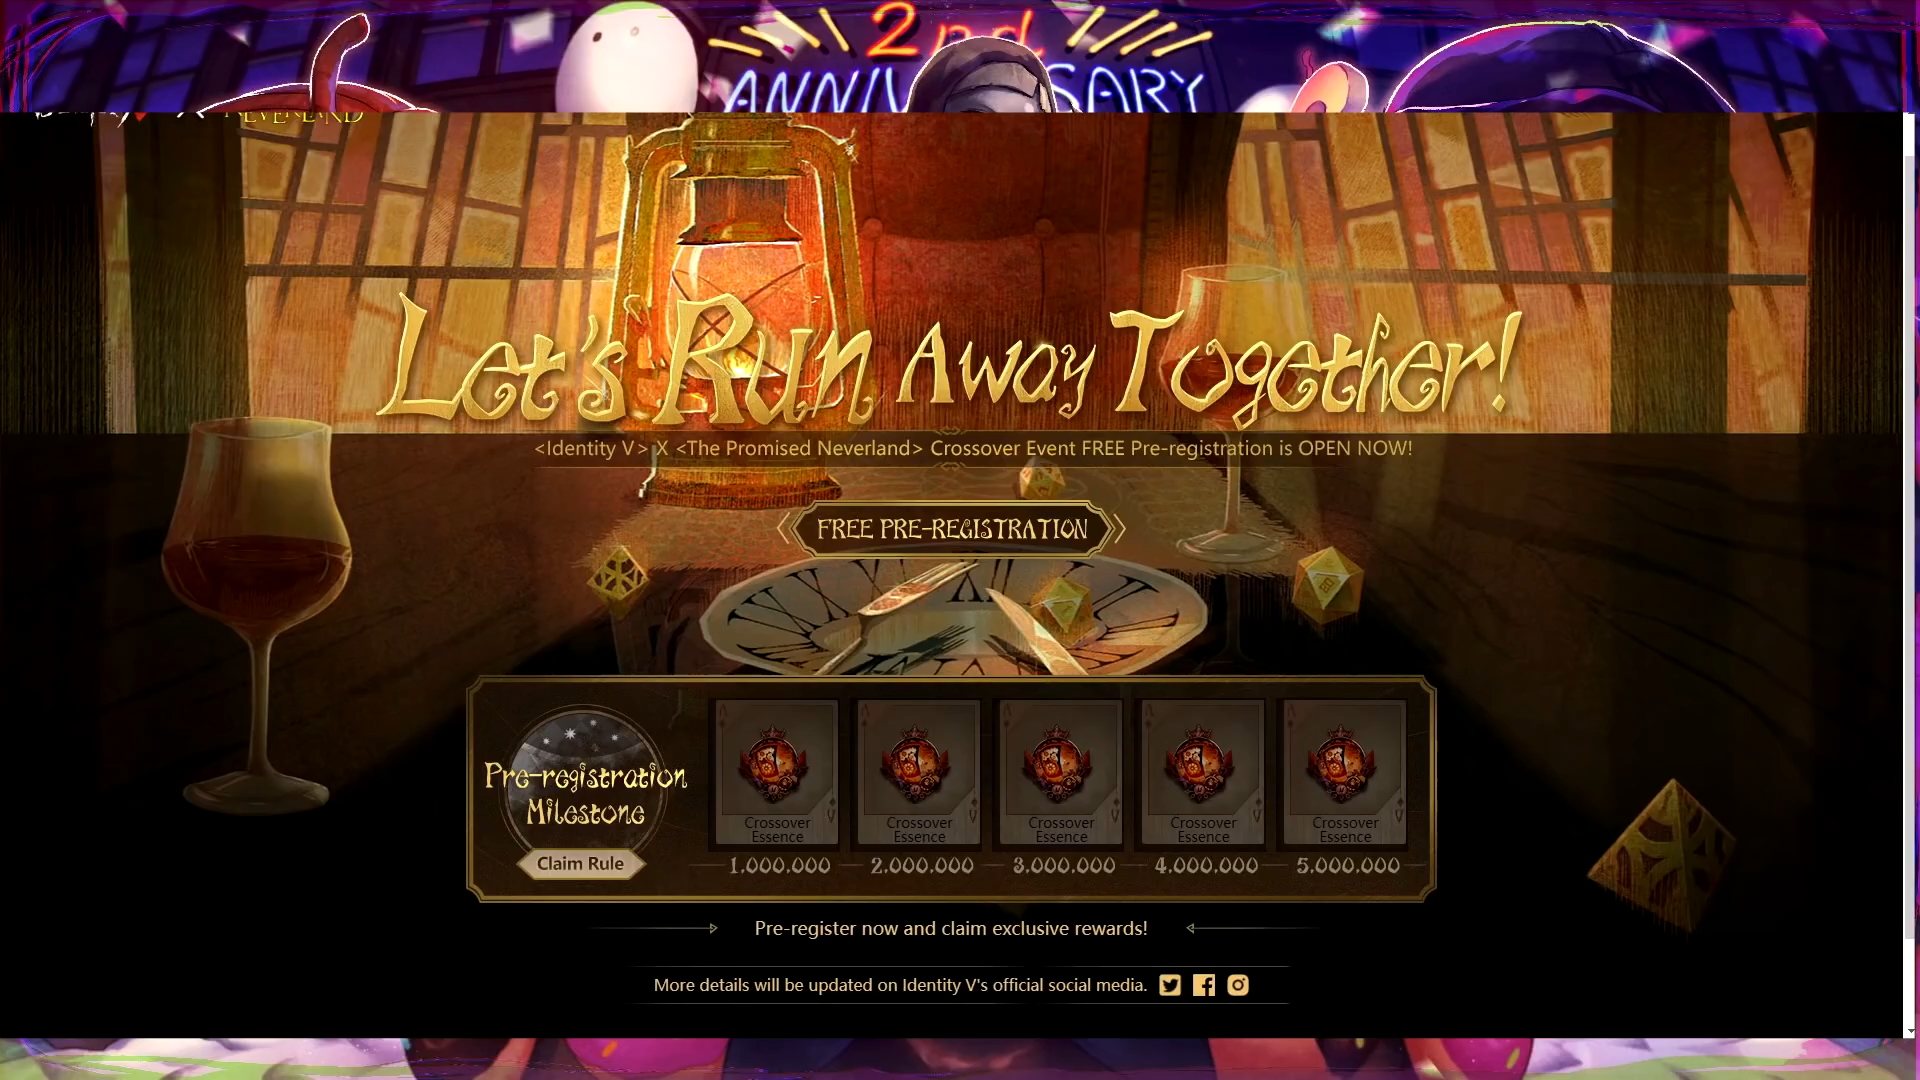 2nd
ANNIVERSARY
NEVERLAND
Let's Run Away Together!
<Identity V> X <The Promised Neverland> Crossover Event FREE Pre-registration is OPEN NOW!
FREE PRE-REGISTRATION
Pre-registration
Milestone
Claim Rule
Crossover
Essence
1.000.000
Crossover
Essence
2.000.000
Crossover
Essence
3.000.000
Crossover
Essence
4.000.000
Crossover
Essence
5.000.000
Pre-register now and claim exclusive rewards!
More details will be updated on Identity V's official social media.